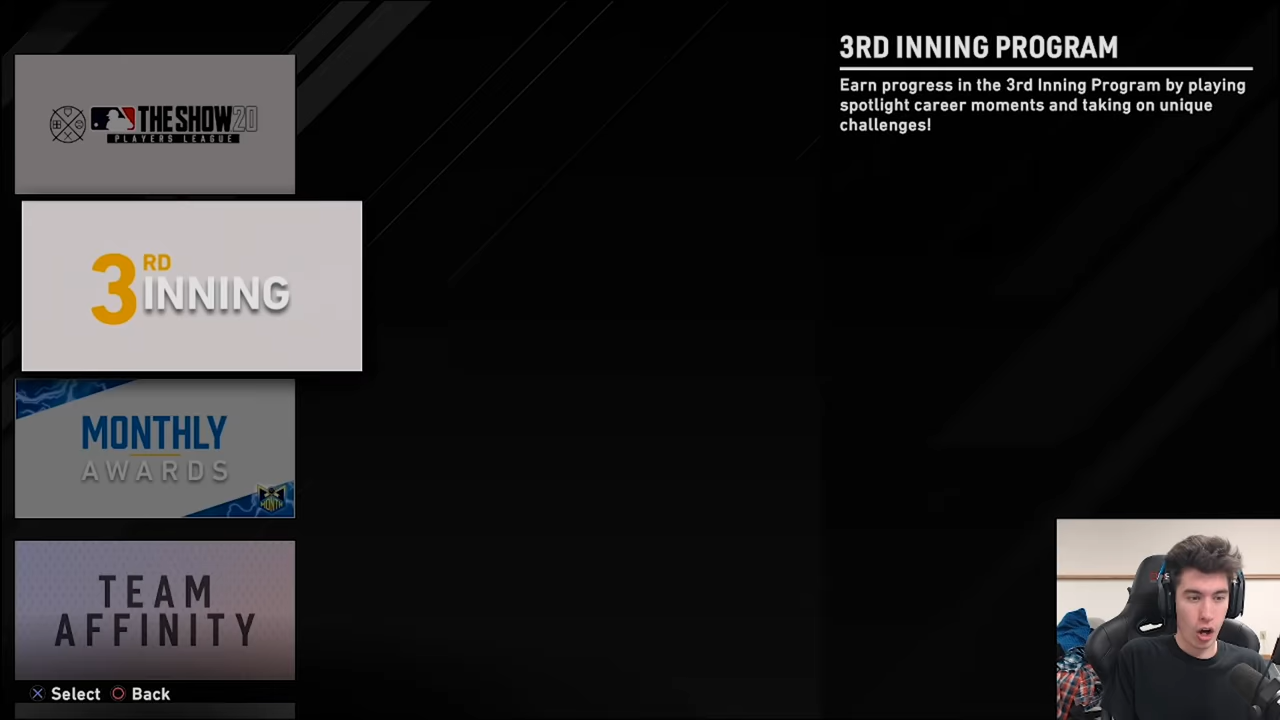 THE SHOW 20
PLAYERS LEAGUE
3RD
INNING
MONTHLY
AWARDS
MONTH
TEAM
AFFINITY
Select Back
3RD INNING PROGRAM
Earn progress in the 3rd Inning Program by playing
spotlight career moments and taking on unique
challenges!